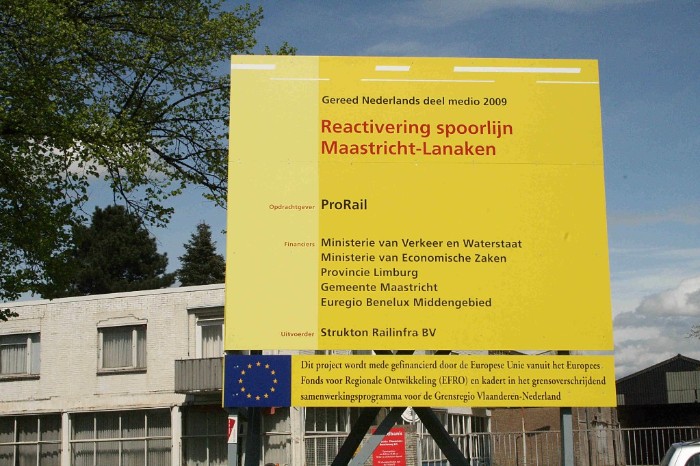 Gereed Nederlands deel medio 2009
Reactivering spoorlijn
Maastricht-Lanaken
Opdrachtgever ProRail
Financiers Ministerie van Verkeer en Waterstaat
Ministerie van Economische Zaken
Provincie Limburg
Gemeente Maastricht
Euregio Benelux Middengebied
Uitvoerder Strukton Railinfra BV
Dit project wordt mede gefinancierd door de Europese Unie vanuit het Europees
Fonds voor Regionale Ontwikkeling (EFRO) en kadert in het grensoverschrijdend
samenwerkingsprogramma voor de Grensregio Vlaanderen-Nederland